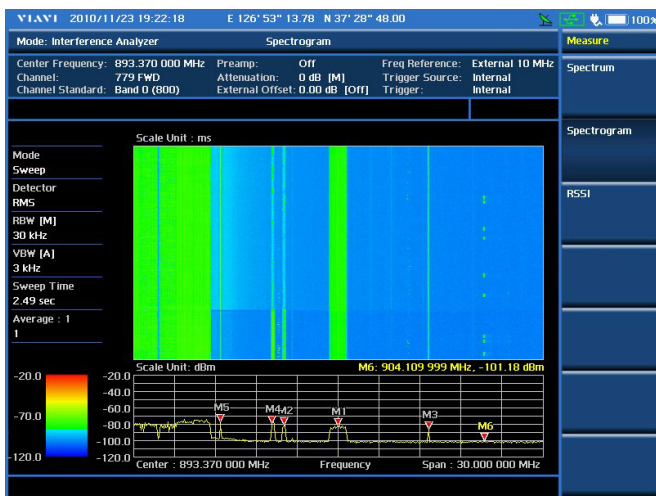 VIAVI 2010/11/23 19:22:18 E 126' 53" 13.78 N 37' 28" 48.00 100%
Mode: Interference Analyzer Spectrogram Measure
Center Frequency: 893.370 000 MHz Preamp: Off Freq Reference: External 10 MHz
Channel: 779 FWD Attenuation: 0 dB [M] Trigger Source: Internal
Channel Standard: Band 0 (800) External Offset: 0.00 dB [Off] Trigger: Internal
Spectrum
Spectrogram
RSSI
Scale Unit : ms
Mode
Sweep
Detector
RMS
RBW [M]
30 kHz
VBW [A]
3 kHz
Sweep Time
2.49 sec
Average : 1
1
Scale Unit: dBm M6: 904.109 999 MHz, -101.18 dBm
-20.0
-70.0
-120.0
-20.0
-40.0
-60.0
-80.0
-100.0
-120.0
M5 M4 M2 M1 M3 M6
Center : 893.370 000 MHz Frequency Span : 30.000 000 MHz